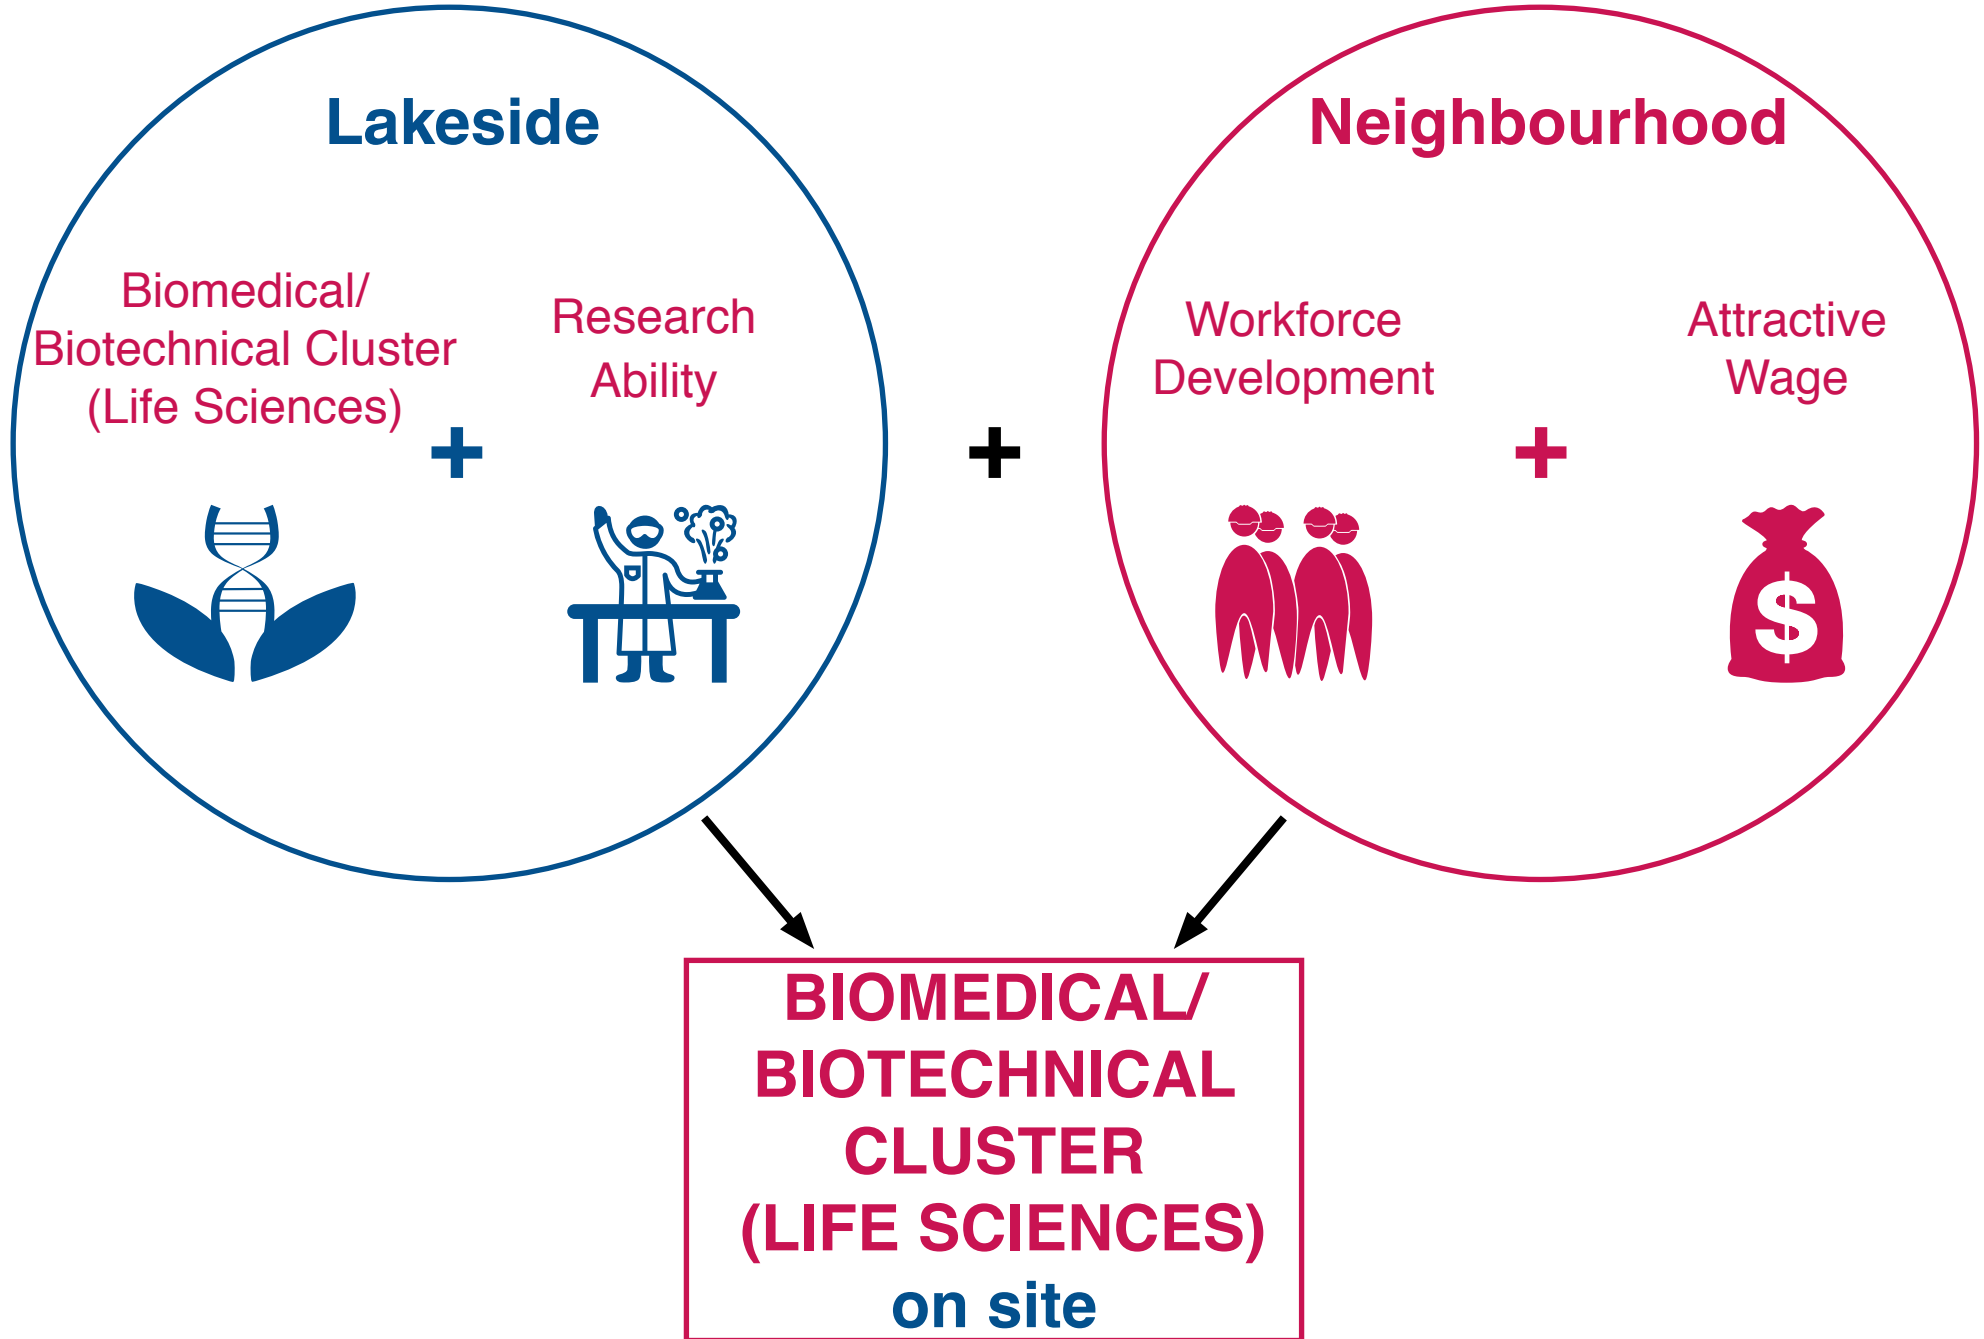 Lakeside
Biomedical/
Biotechnical Cluster
(Life Sciences)
+
Research
Ability
+
Neighbourhood
Workforce
Development
+
Attractive
Wage
$
BIOMEDICAL/
BIOTECHNICAL
CLUSTER
(LIFE SCIENCES)
on site